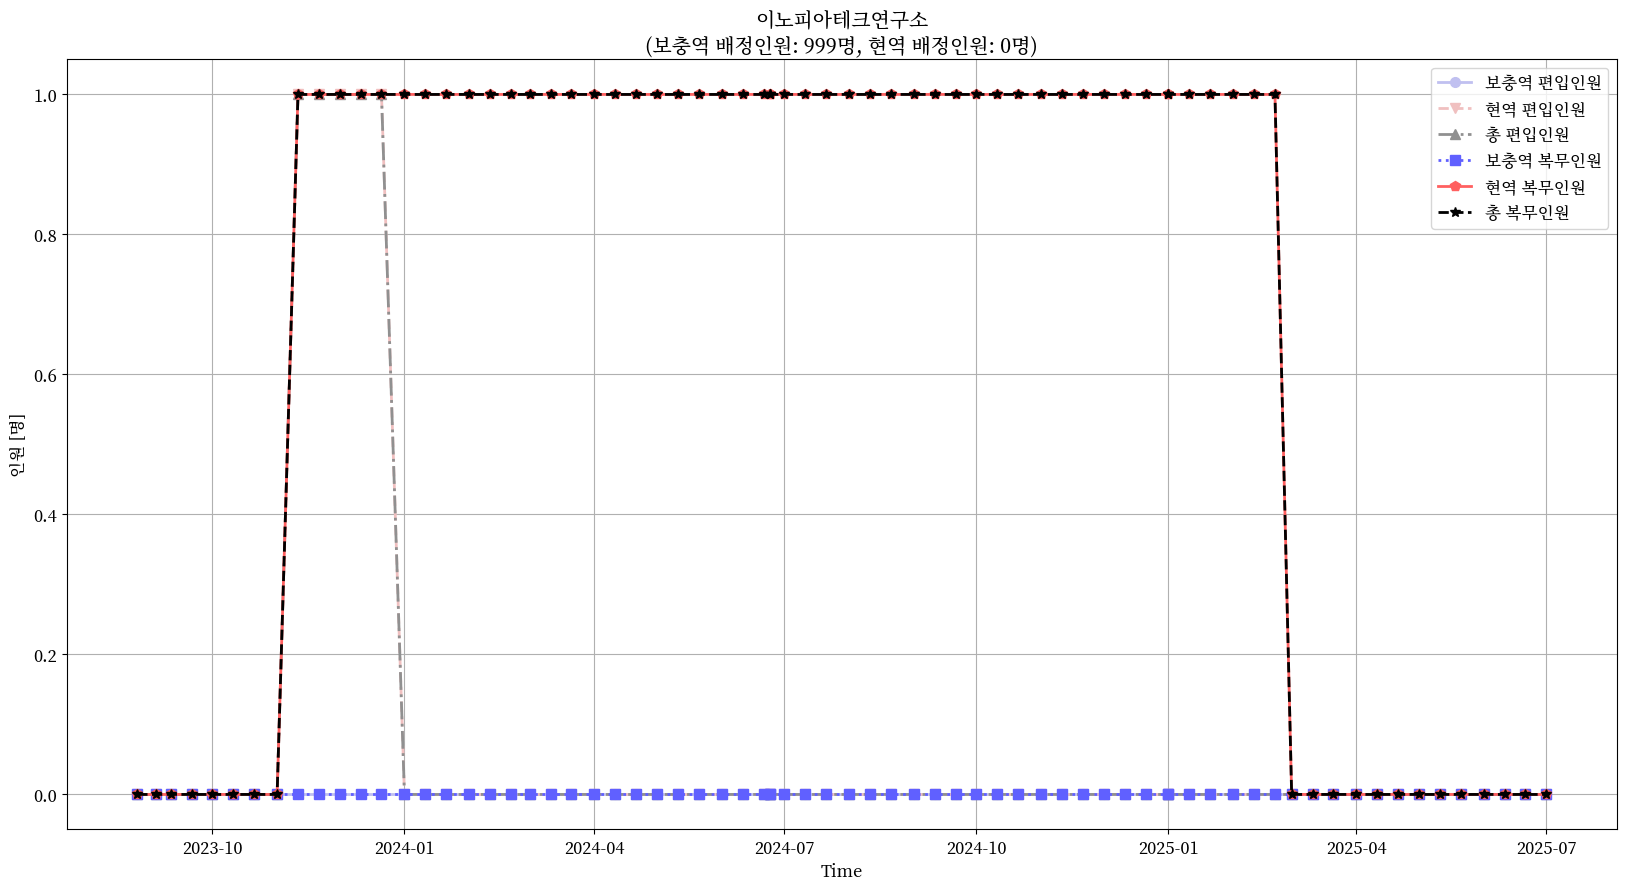 이노피아테크연구소
(보충역 배정인원: 999명, 현역 배정인원: 0명)
보충역 편입인원
현역 편입인원
총 편입인원
보충역 복무인원
현역 복무인원
총 복무인원
인원 [명]
1.0
0.8
0.6
0.4
0.2
0.0
2023-10 2024-01 2024-04 2024-07 2024-10 2025-01 2025-04 2025-07
Time